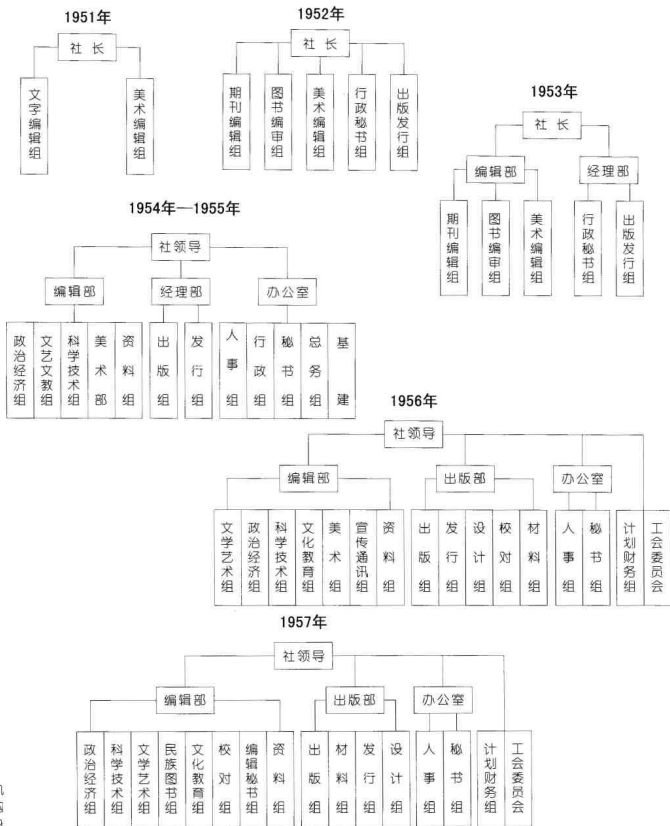 1951年
社 长
文字编辑组
美术编辑组
1952年
社 长
期刊编辑组
图书编审组
美术编辑组
行政秘书组
出版发行组
1953年
社 长
编辑部
经理部
期刊编辑组
图书编审组
美术编辑组
行政秘书组
出版发行组
1954年—1955年
社领导
编辑部
经理部
办公室
政治经济组
文艺文教组
科学技术组
美术部
资料组
出版组
发行组
人事组
行政组
秘书组
总务组
基建
1956年
社领导
编辑部
出版部
办公室
文学艺术组
政治经济组
科学技术组
文化教育组
美术组
宣传通讯组
资料组
出版组
发行组
设计组
校对组
材料组
人事组
秘书组
计划财务组
工会委员会
1957年
社领导
编辑部
出版部
办公室
政治经济组
科学技术组
文学艺术组
民族图书组
文化教育组
校对组
编辑秘书组
资料组
出版组
材料组
发行组
设计组
人事组
秘书组
计划财务组
工会委员会